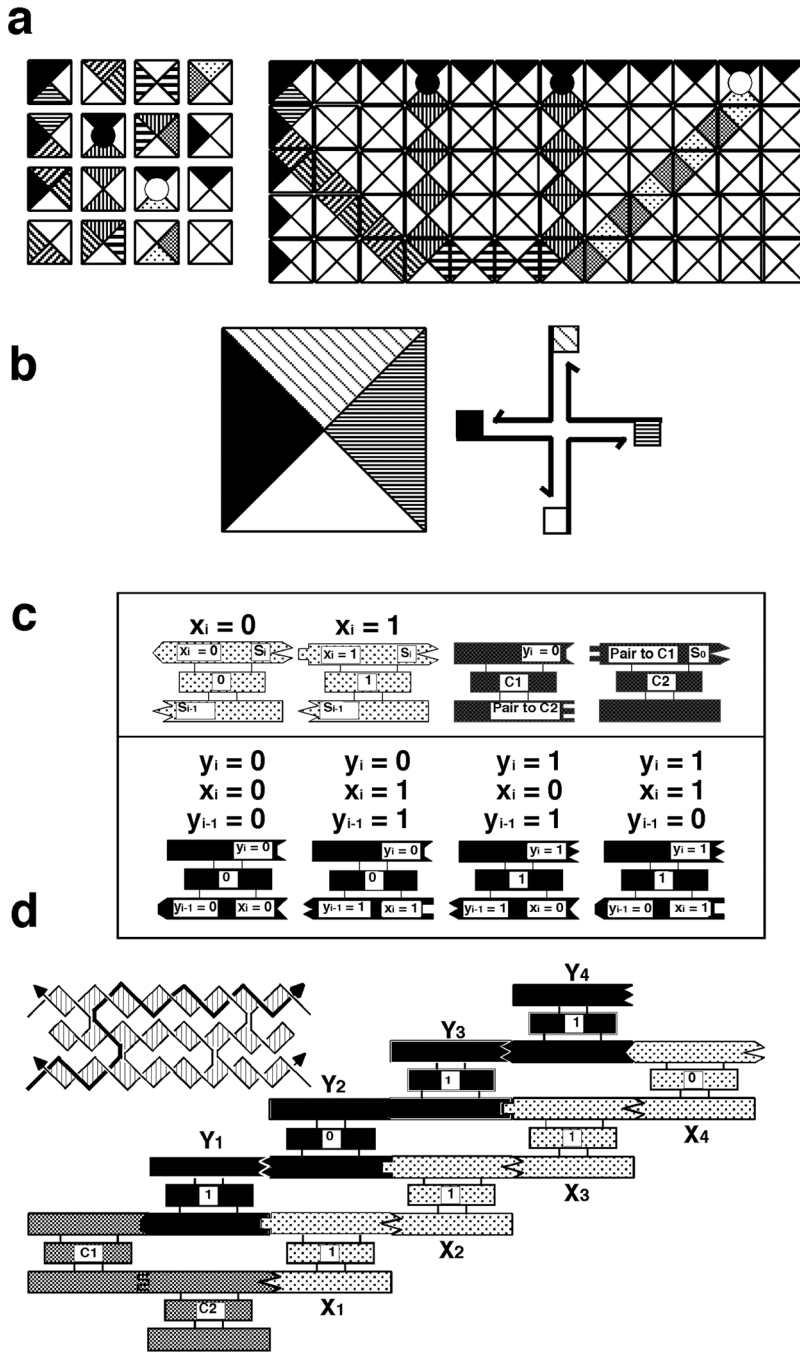 a
b
c
xᵢ = 0 xᵢ = 1
xᵢ = 0 Sᵢ xᵢ = 1 Sᵢ yᵢ = 0 Pair to C1 S₀
0 1 C1 C2
Sᵢ₋₁ Sᵢ₋₁ Pair to C2
yᵢ = 0 yᵢ = 0 yᵢ = 1 yᵢ = 1
xᵢ = 0 xᵢ = 1 xᵢ = 0 xᵢ = 1
yᵢ₋₁ = 0 yᵢ₋₁ = 1 yᵢ₋₁ = 1 yᵢ₋₁ = 0
yᵢ = 0 yᵢ = 0 yᵢ = 1 yᵢ = 1
0 0 1 1
yᵢ₋₁ = 0 xᵢ = 0 yᵢ₋₁ = 1 xᵢ = 1 yᵢ₋₁ = 1 xᵢ = 0 yᵢ₋₁ = 0 xᵢ = 1
d
Y₄
1
Y₃
1 0
Y₂ X₄
0 1
Y₁ X₃
1 1
X₂
C1 1
X₁
C2